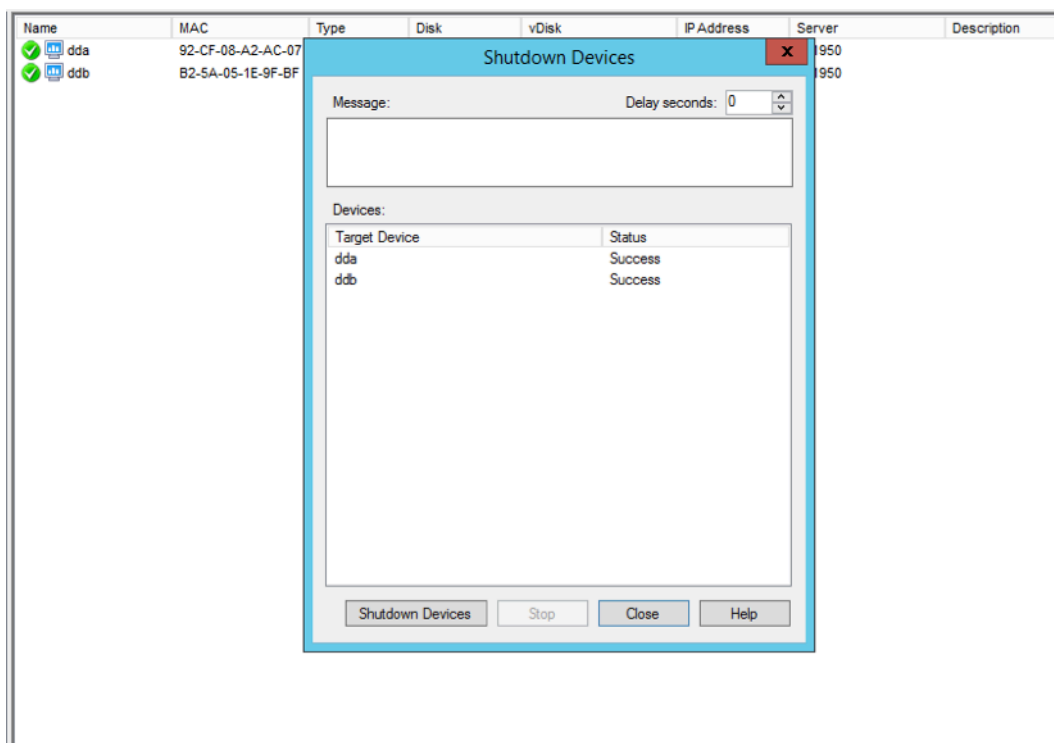 Name MAC Type Disk vDisk IP Address Server Description
dda 92-CF-08-A2-AC-07 1950
ddb B2-5A-05-1E-9F-BF 1950
Shutdown Devices
x
Message: Delay seconds: 0
Devices:
Target Device Status
dda Success
ddb Success
Shutdown Devices Stop Close Help